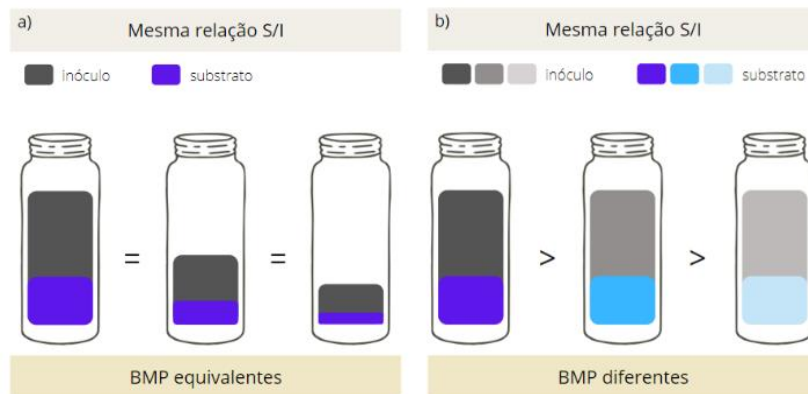 a)
Mesma relação S/I
inóculo substrato
= =
BMP equivalentes
b)
Mesma relação S/I
inóculo substrato
> >
BMP diferentes